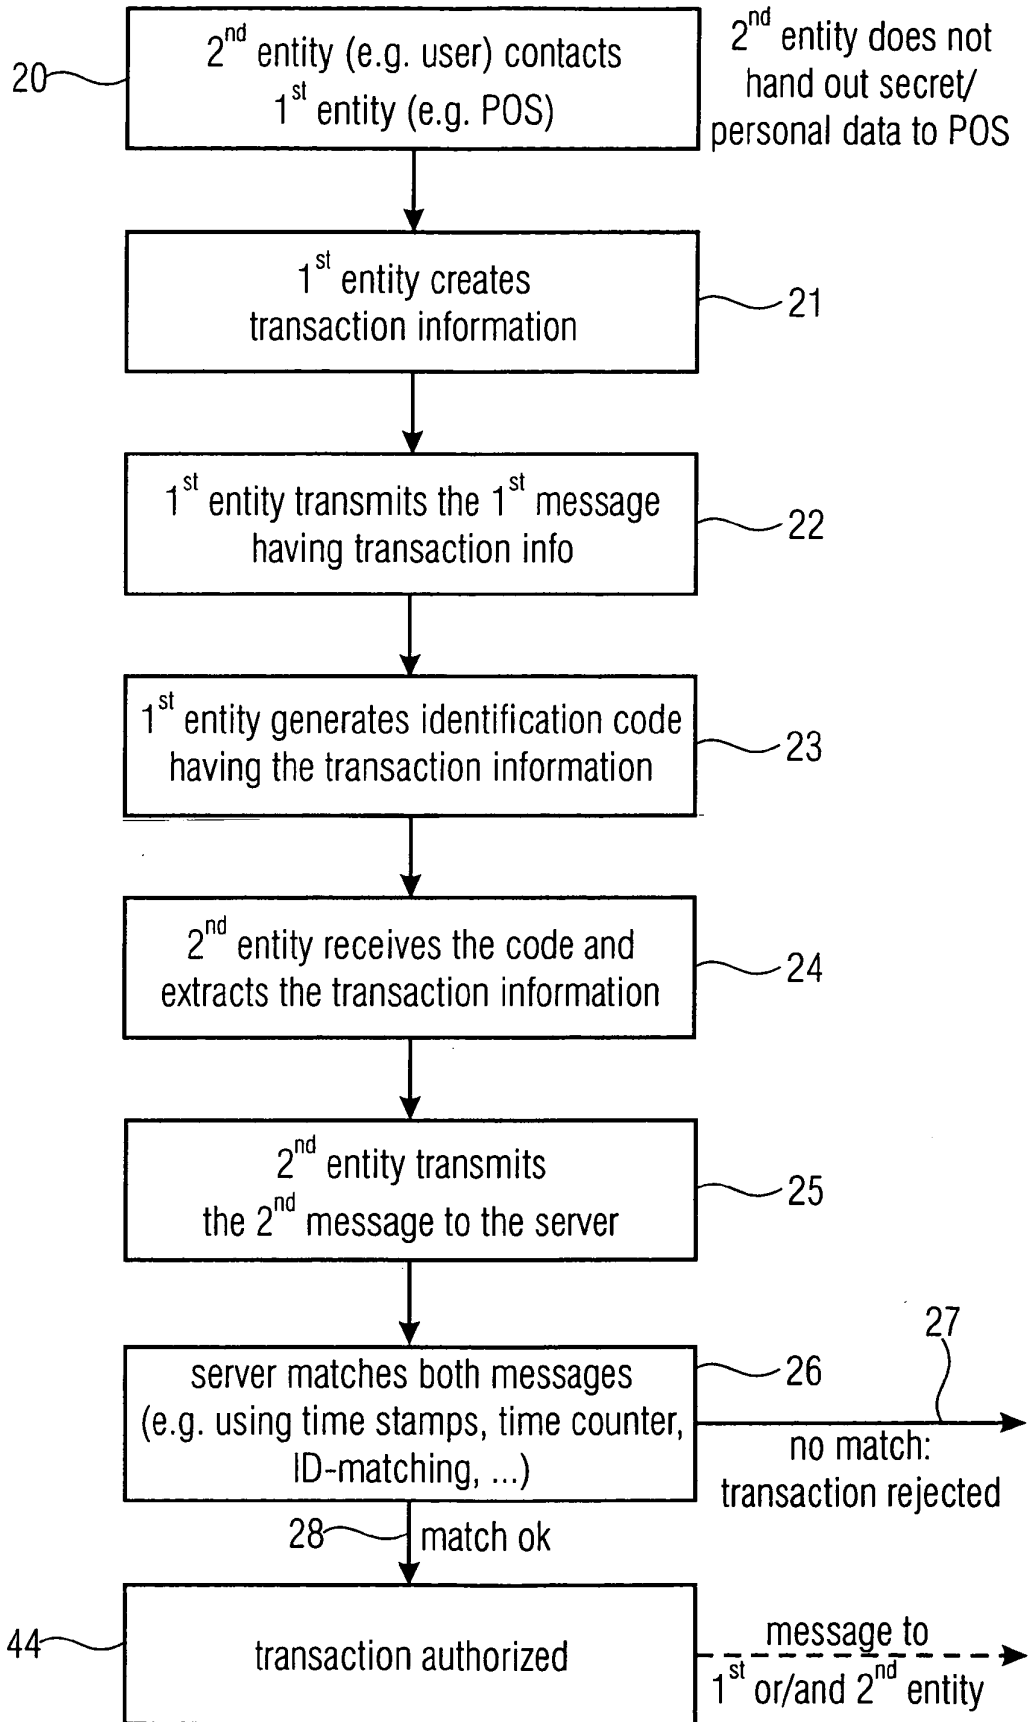 20
2nd entity (e.g. user) contacts
1st entity (e.g. POS)
2nd entity does not
hand out secret/
personal data to POS
1st entity creates
transaction information
21
1st entity transmits the 1st message
having transaction info
22
1st entity generates identification code
having the transaction information
23
2nd entity receives the code and
extracts the transaction information
24
2nd entity transmits
the 2nd message to the server
25
server matches both messages
(e.g. using time stamps, time counter,
ID-matching, ...)
26
27
no match:
transaction rejected
28
match ok
44
transaction authorized
message to
1st or/and 2nd entity